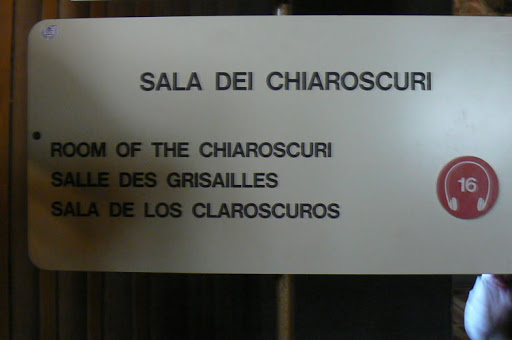 SALA DEI CHIAROSCURI
ROOM OF THE CHIAROSCURI
SALLE DES GRISAILLES
SALA DE LOS CLAROSCUROS
16